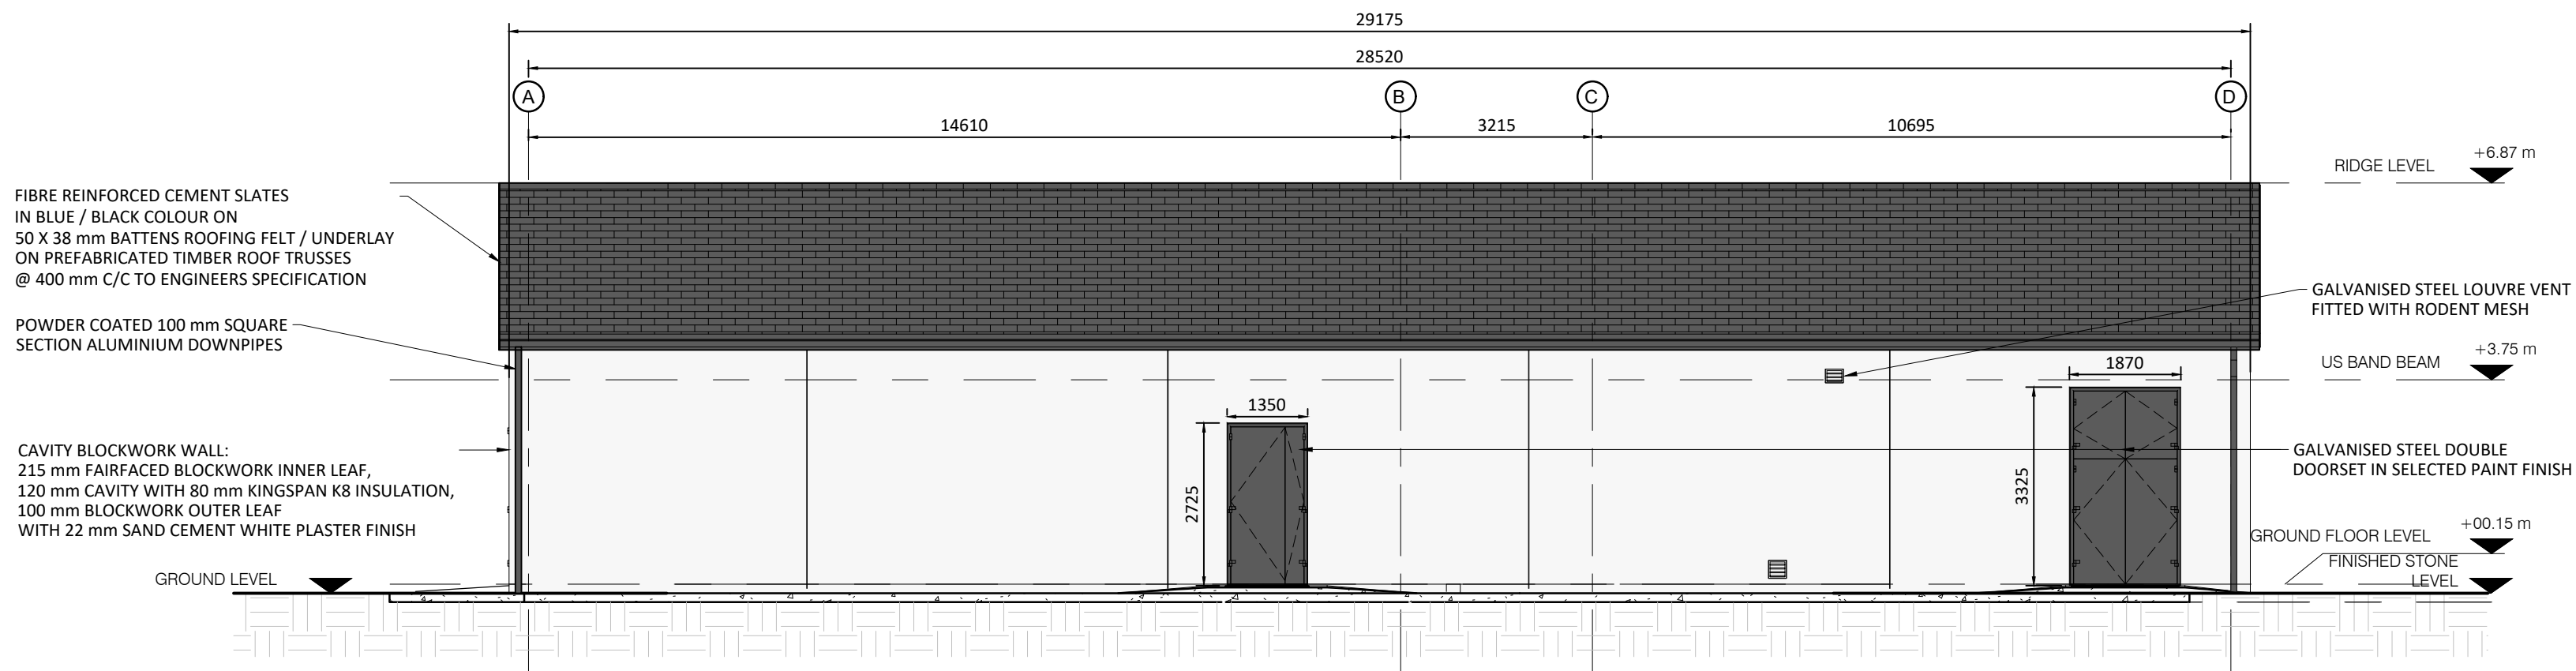 29175
28520
A
B
C
D
14610
3215
10695
RIDGE LEVEL
+6.87 m
FIBRE REINFORCED CEMENT SLATES
IN BLUE / BLACK COLOUR ON
50 X 38 mm BATTENS ROOFING FELT / UNDERLAY
ON PREFABRICATED TIMBER ROOF TRUSSES
@ 400 mm C/C TO ENGINEERS SPECIFICATION
GALVANISED STEEL LOUVRE VENT
FITTED WITH RODENT MESH
POWDER COATED 100 mm SQUARE
SECTION ALUMINIUM DOWNPIPES
US BAND BEAM
+3.75 m
1870
1350
2725
3325
CAVITY BLOCKWORK WALL:
215 mm FAIRFACED BLOCKWORK INNER LEAF,
120 mm CAVITY WITH 80 mm KINGSPAN K8 INSULATION,
100 mm BLOCKWORK OUTER LEAF
WITH 22 mm SAND CEMENT WHITE PLASTER FINISH
GALVANISED STEEL DOUBLE
DOORSET IN SELECTED PAINT FINISH
GROUND FLOOR LEVEL
+00.15 m
FINISHED STONE
LEVEL
GROUND LEVEL